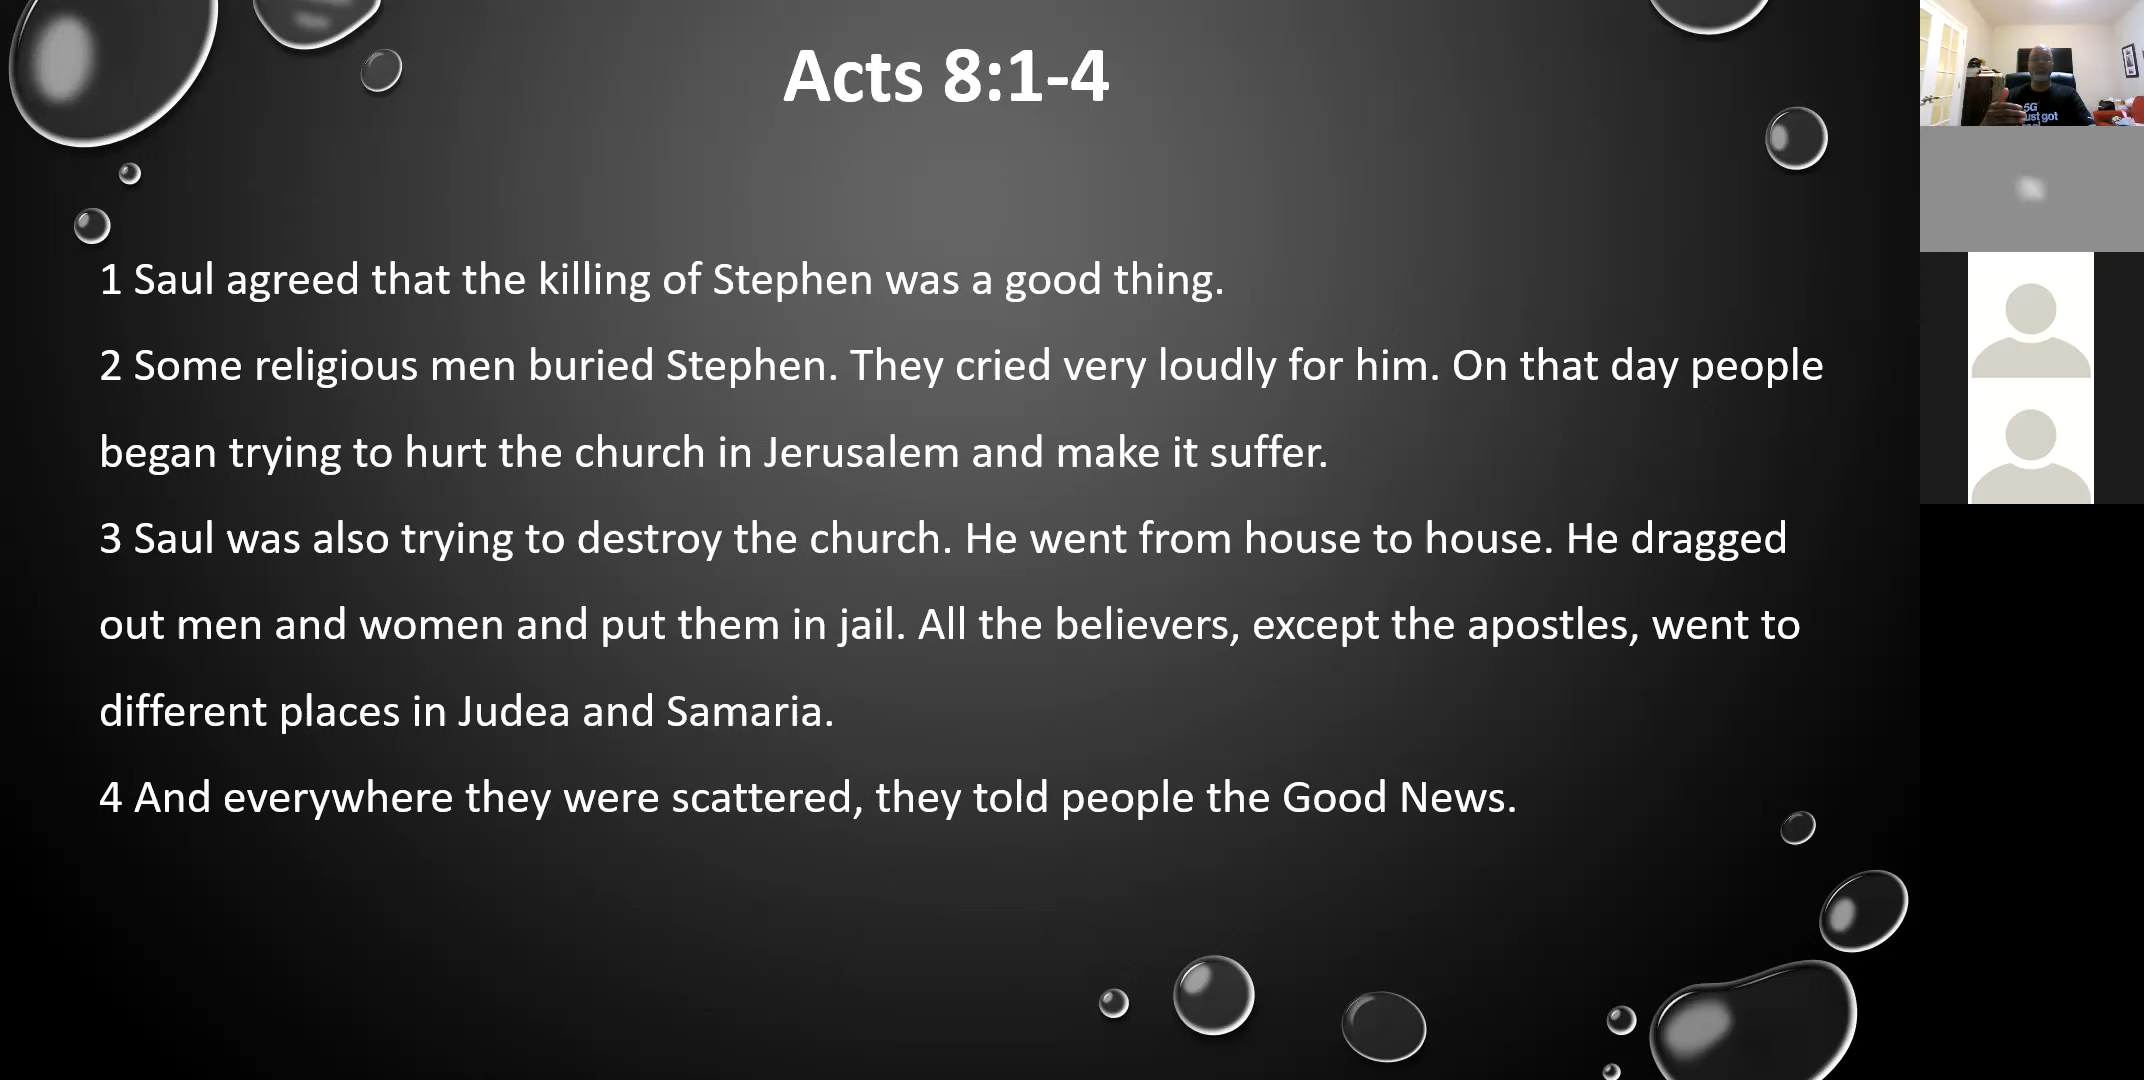 Acts 8:1-4
1 Saul agreed that the killing of Stephen was a good thing.
2 Some religious men buried Stephen. They cried very loudly for him. On that day people
began trying to hurt the church in Jerusalem and make it suffer.
3 Saul was also trying to destroy the church. He went from house to house. He dragged
out men and women and put them in jail. All the believers, except the apostles, went to
different places in Judea and Samaria.
4 And everywhere they were scattered, they told people the Good News.
5G
ust got